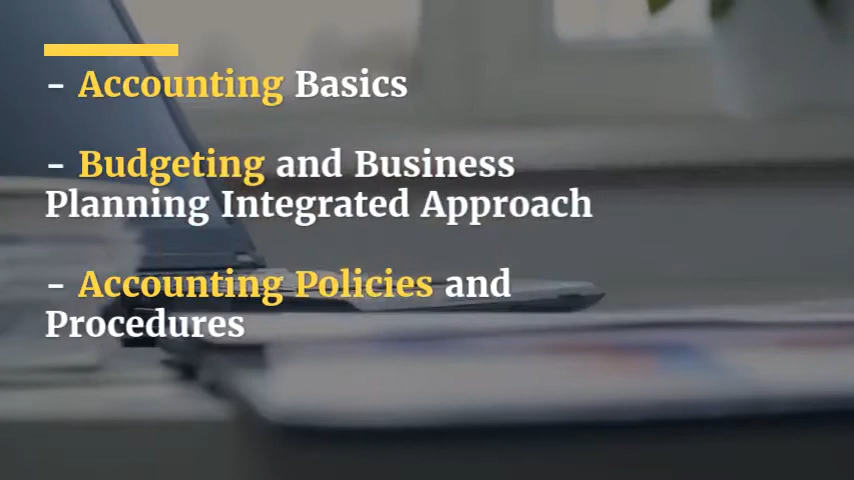 - Accounting Basics
- Budgeting and Business
Planning Integrated Approach
- Accounting Policies and
Procedures